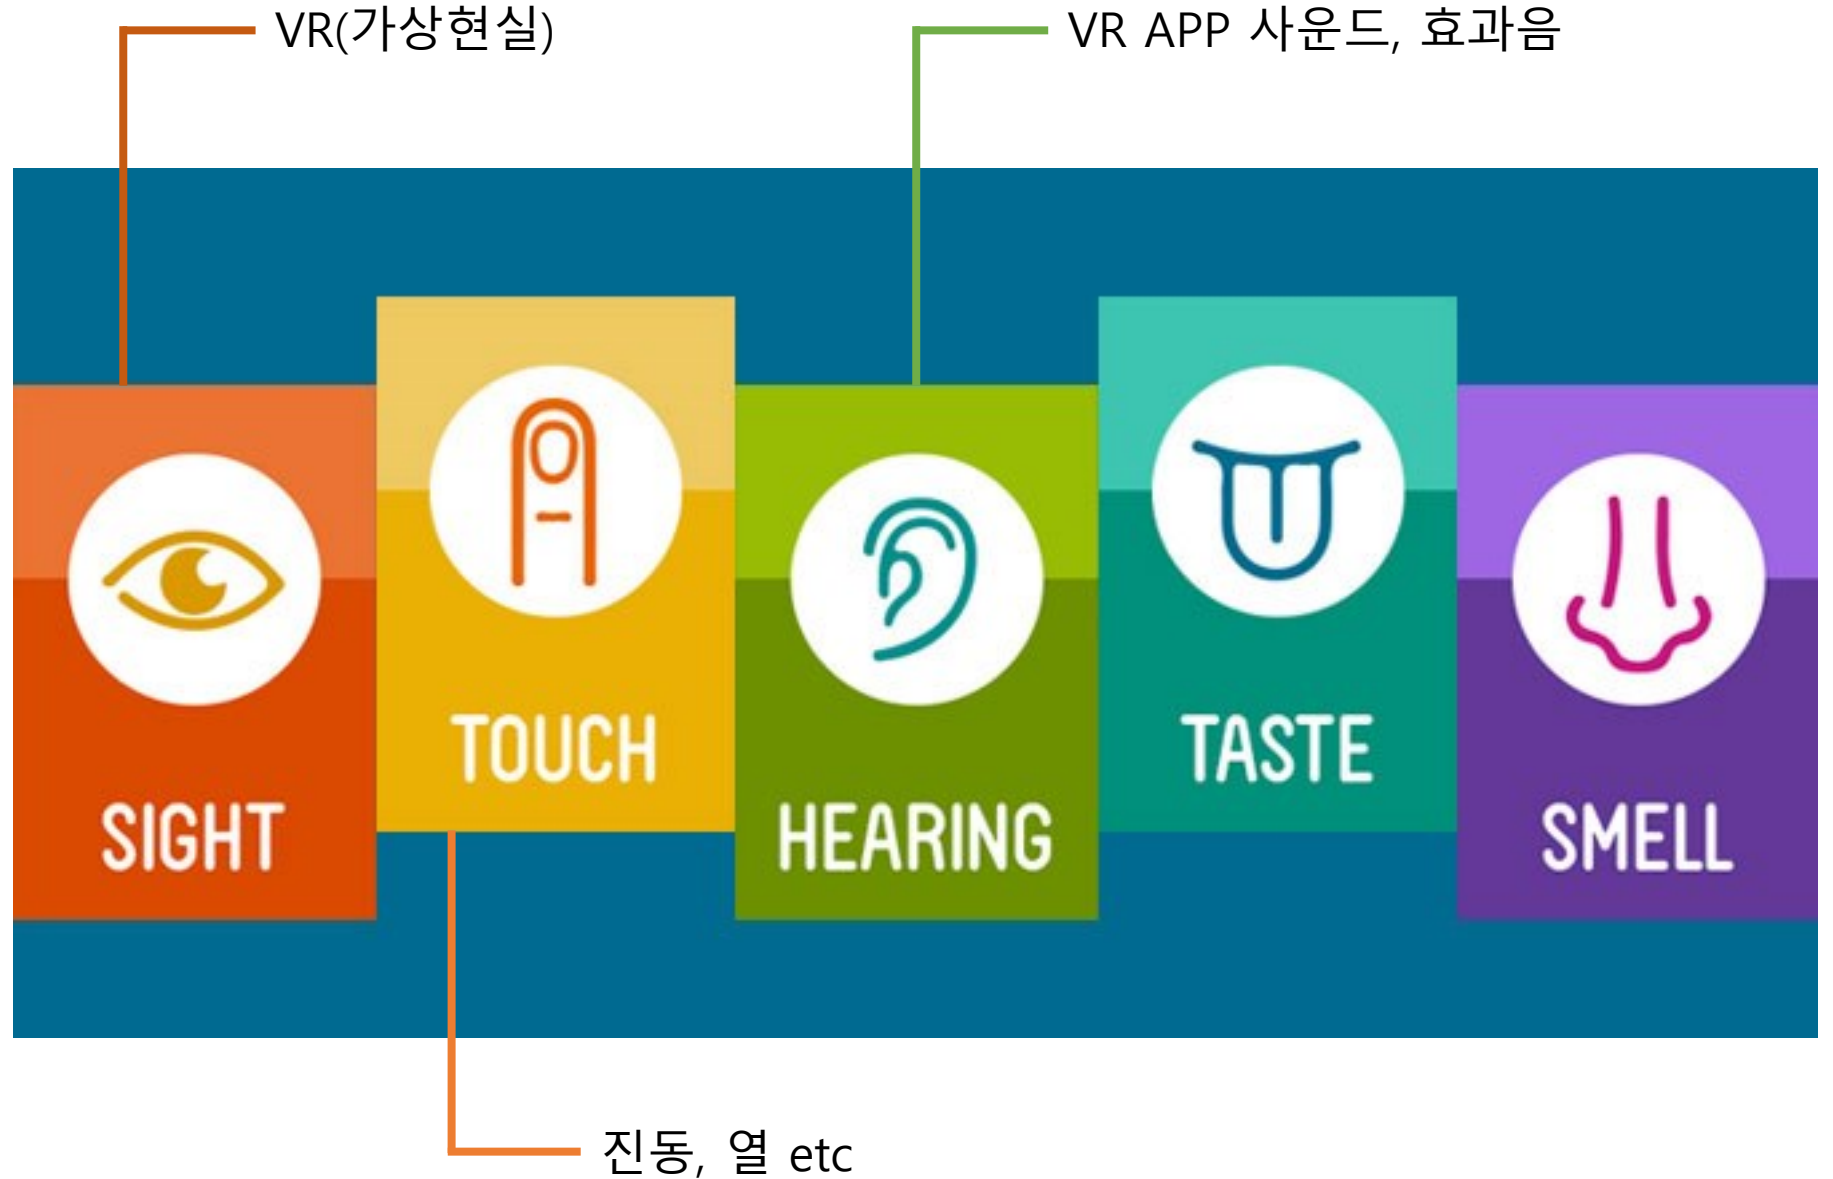 VR(가상현실)
VR APP 사운드, 효과음
SIGHT
TOUCH
HEARING
TASTE
SMELL
진동, 열 etc